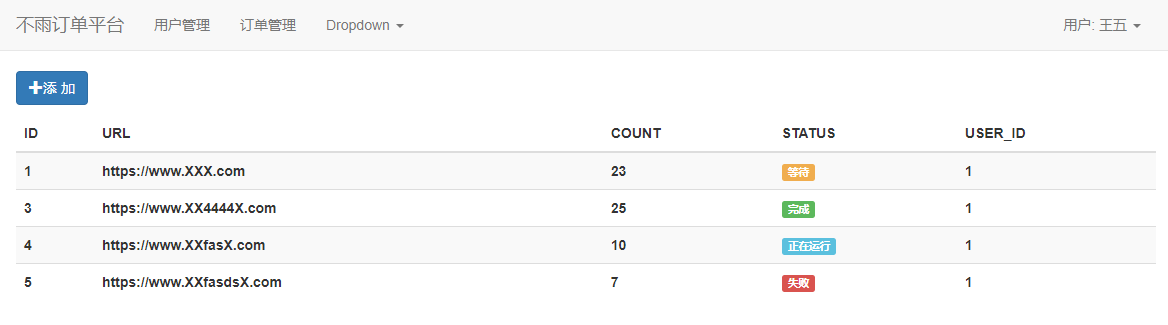 不雨订单平台 用户管理 订单管理 Dropdown 用户: 王五
添 加
ID URL COUNT STATUS USER_ID
1 https://www.XXX.com 23 等待 1
3 https://www.XX4444X.com 25 完成 1
4 https://www.XXfasX.com 10 正在运行 1
5 https://www.XXfasdsX.com 7 失败 1